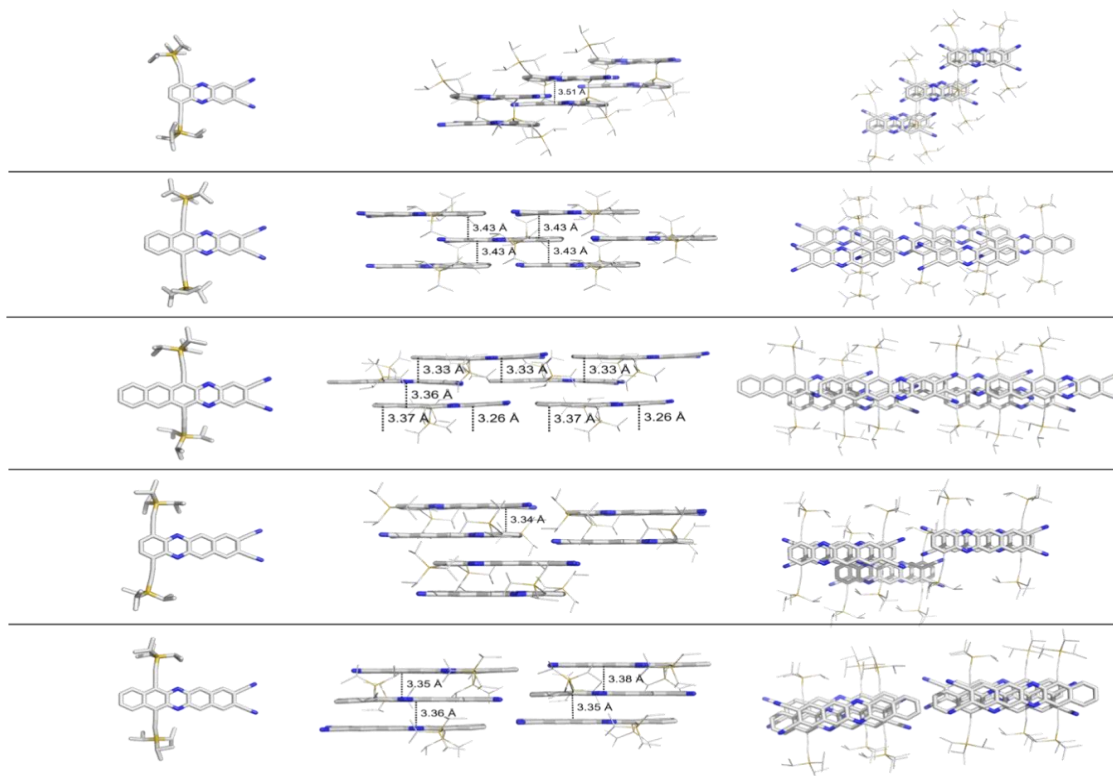 3.51 Å
3.43 Å 3.43 Å
3.43 Å 3.43 Å
3.33 Å 3.33 Å 3.33 Å
3.36 Å
3.37 Å 3.26 Å 3.37 Å 3.26 Å
3.34 Å
3.35 Å 3.38 Å
3.36 Å 3.35 Å